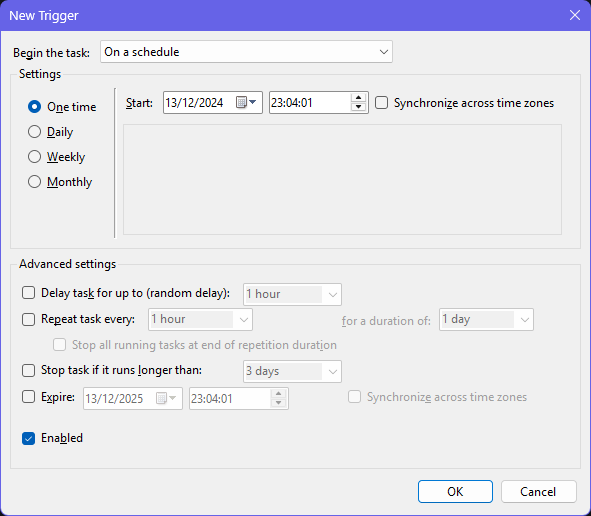 New Trigger
Begin the task: On a schedule
Settings
One time
Start: 13/12/2024 23:04:01 Synchronize across time zones
Daily
Weekly
Monthly
Advanced settings
Delay task for up to (random delay): 1 hour
Repeat task every: 1 hour for a duration of: 1 day
Stop all running tasks at end of repetition duration
Stop task if it runs longer than: 3 days
Expire: 13/12/2025 23:04:01 Synchronize across time zones
Enabled
OK Cancel